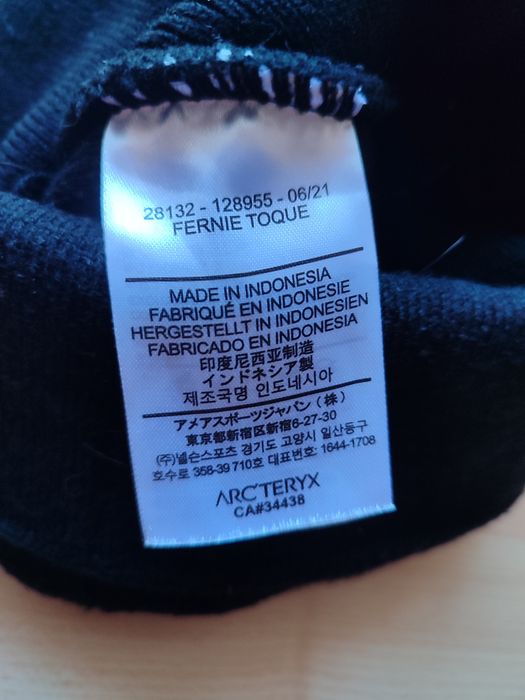 28132 - 128955 - 06/21
FERNIE TOQUE
MADE IN INDONESIA
FABRIQUÉ EN INDONESIE
HERGESTELLT IN INDONESIEN
FABRICADO EN INDONESIA
印度尼西亚制造
インドネシア製
제조국명 인도네시아
アメアスポーツジャパン（株）
東京都新宿区新宿6-27-30
(주)넬슨스포츠 경기도 고양시 일산동구
호수로 358-39 710호 대표번호: 1644-1708
ARC'TERYX
CA#34438